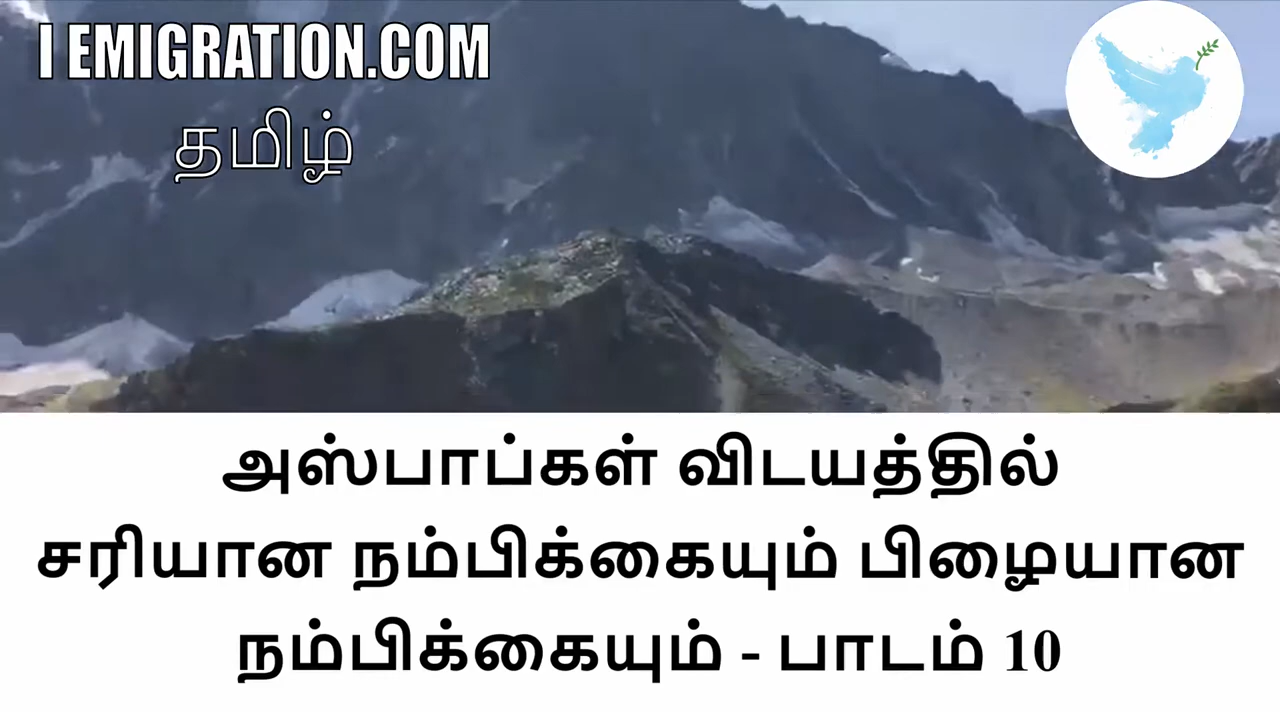 I EMIGRATION.COM
தமிழ்
அஸ்பாப்கள் விடயத்தில்
சரியான நம்பிக்கையும் பிழையான
நம்பிக்கையும் - பாடம் 10